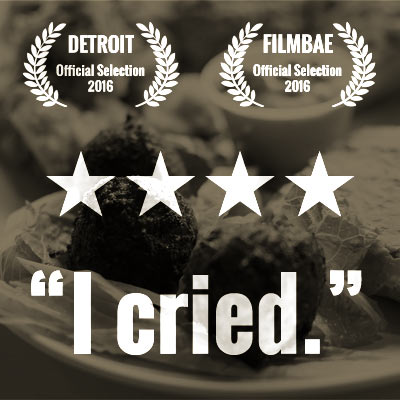 DETROIT
Official Selection
2016
FILMBAE
Official Selection
2016
“I cried.”